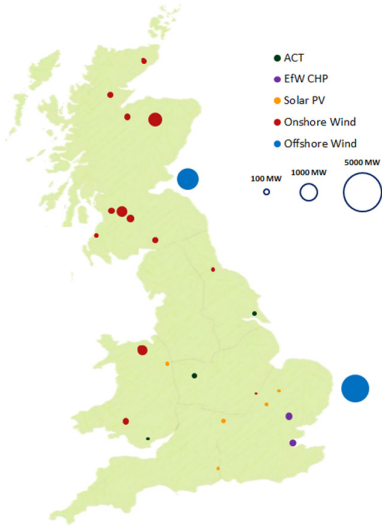 ACT
EfW CHP
Solar PV
Onshore Wind
Offshore Wind
100 MW
1000 MW
5000 MW